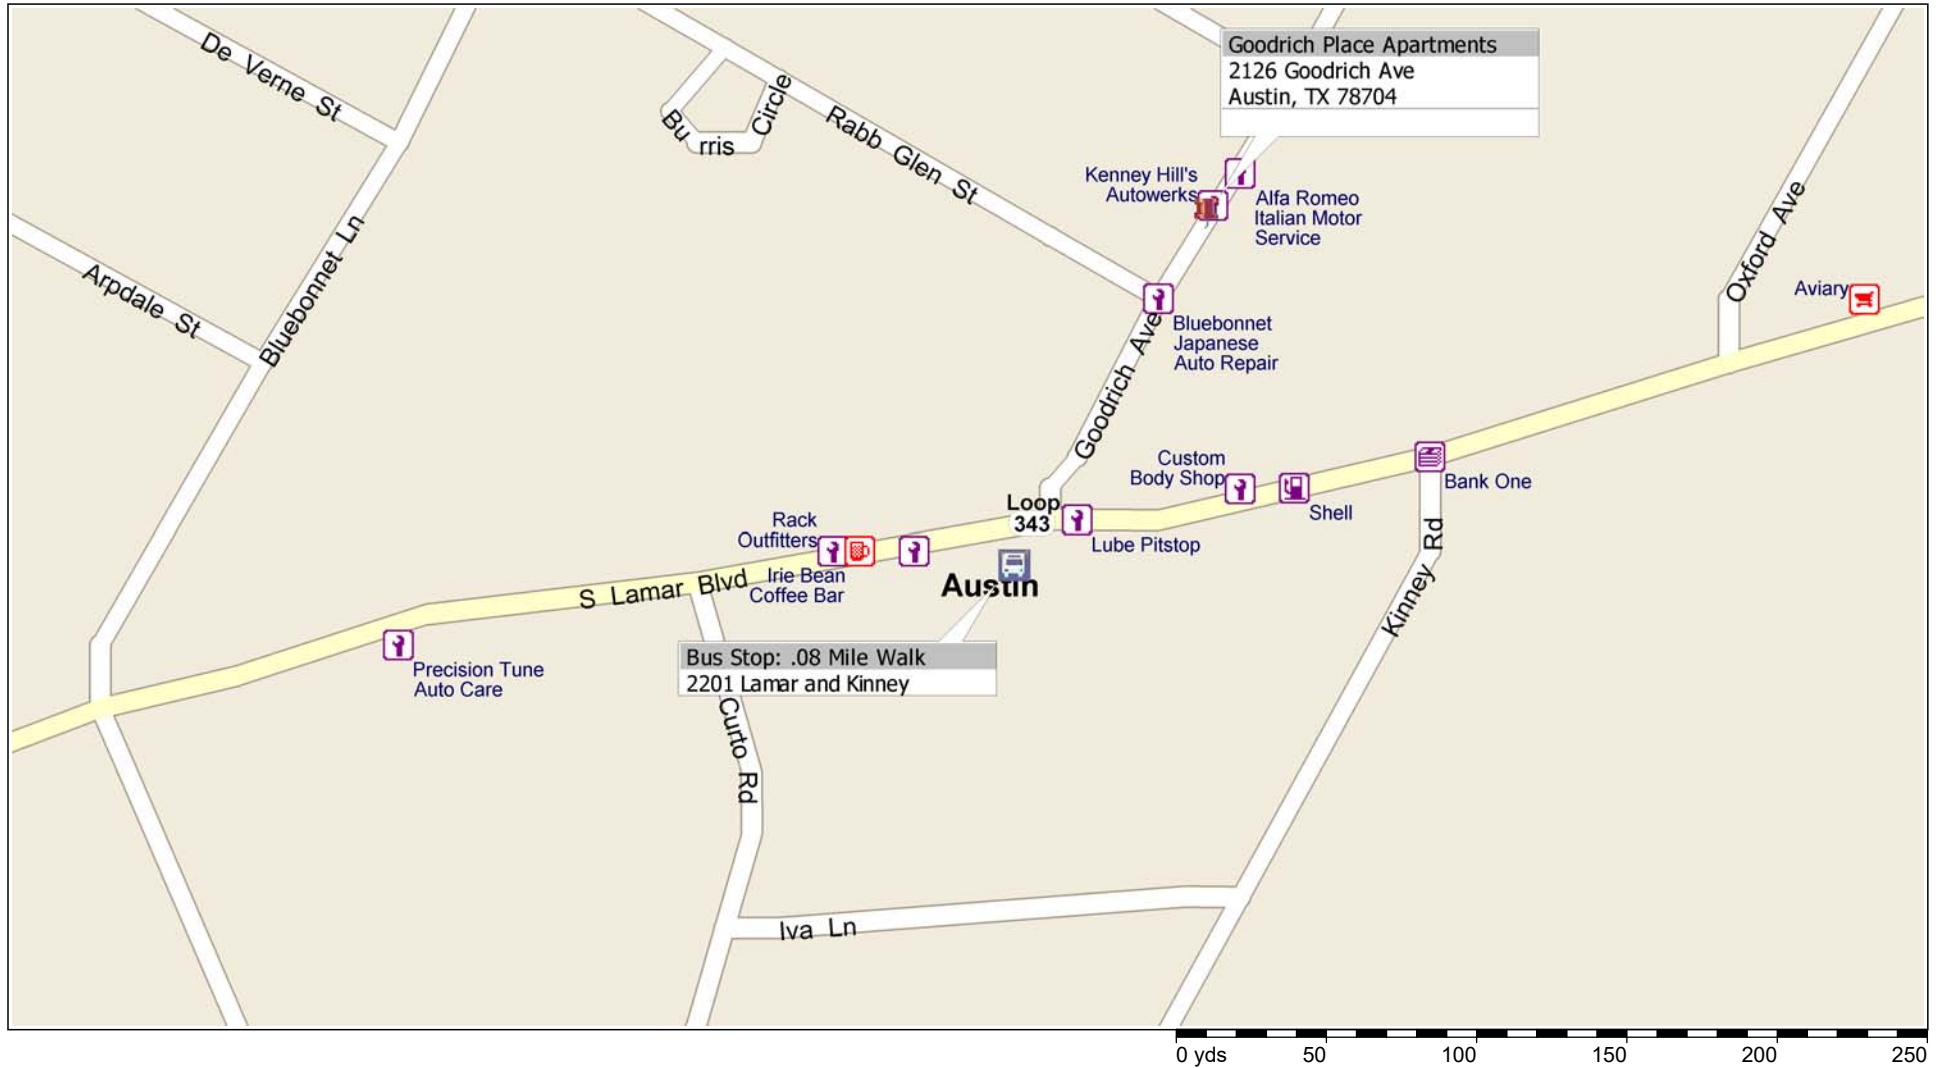 De Verne St
Bu rris Circle
Rabb Glen St
Goodrich Place Apartments
2126 Goodrich Ave
Austin, TX 78704
Kenney Hill's
Autowerks
Alfa Romeo
Italian Motor
Service
Oxford Ave
Arpdale St
Bluebonnet Ln
Aviary
Bluebonnet
Japanese
Auto Repair
Goodrich Ave
Custom
Body Shop
Bank One
Shell
Loop
343
Lube Pitstop
Rack
Outfitters
Irie Bean
Coffee Bar
S Lamar Blvd
Austin
Kinney Rd
Bus Stop: .08 Mile Walk
2201 Lamar and Kinney
Precision Tune
Auto Care
Curto Rd
Iva Ln
0 yds 50 100 150 200 250